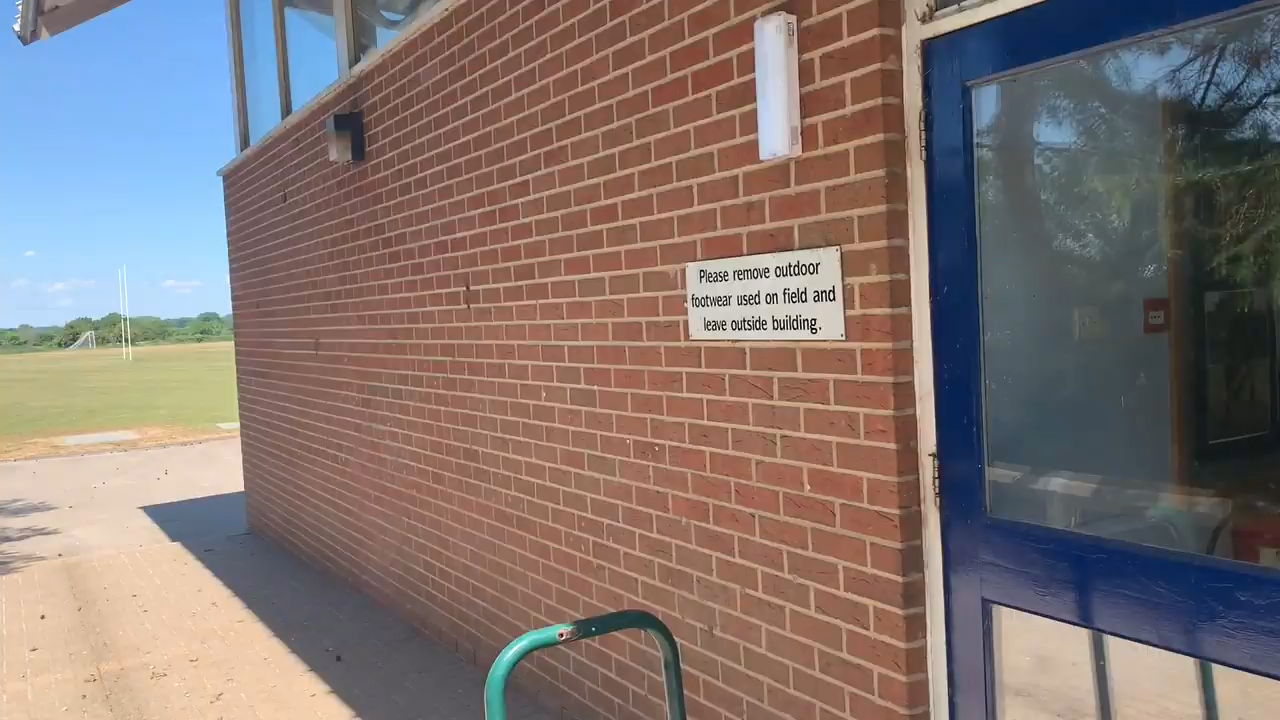 Please remove outdoor
footwear used on field and
leave outside building.